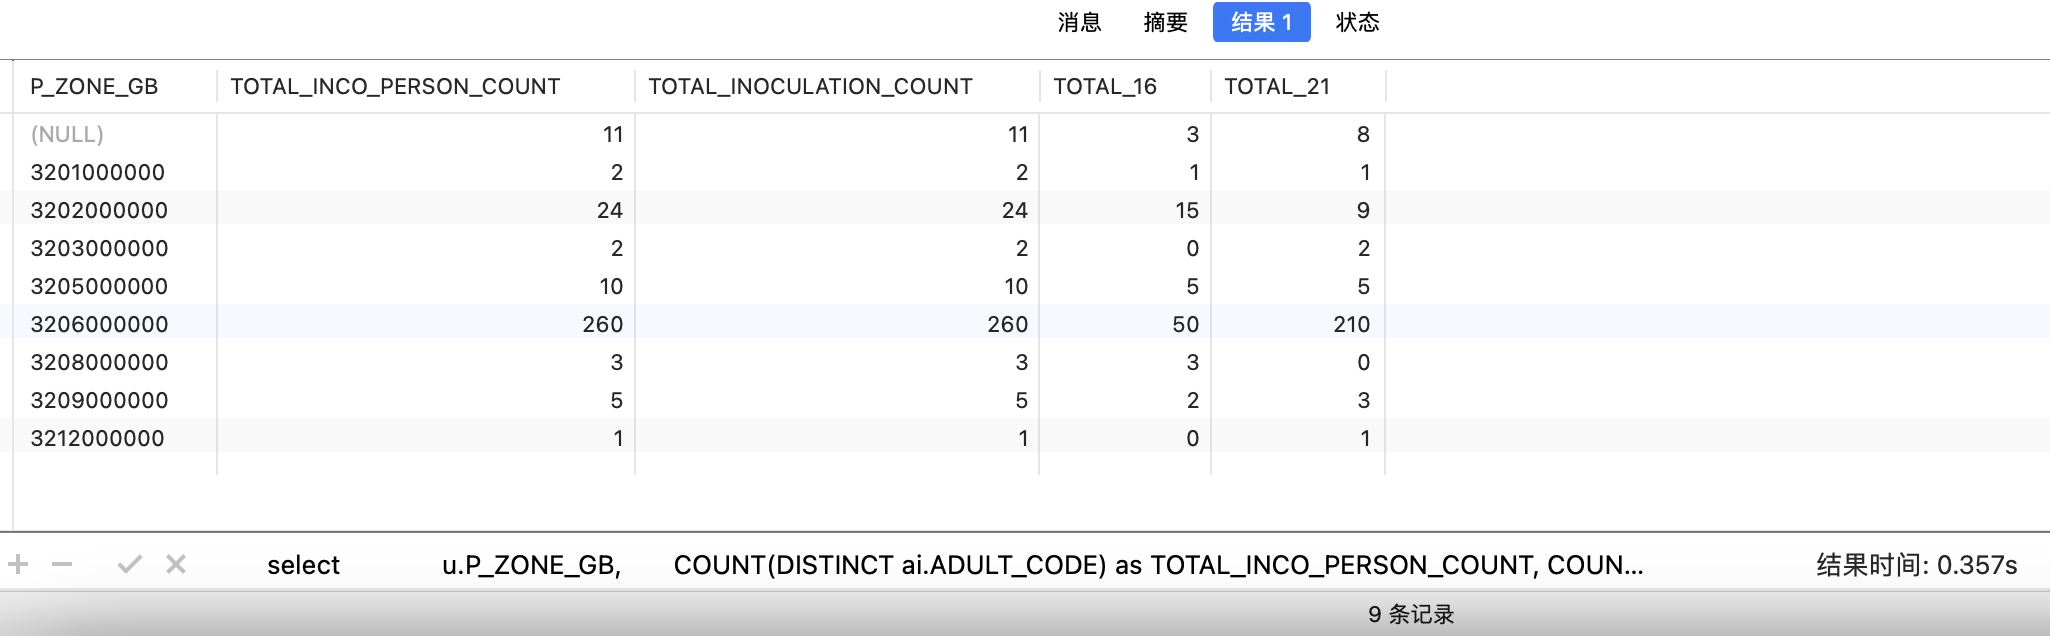 消息 摘要 结果 1 状态
P_ZONE_GB TOTAL_INCO_PERSON_COUNT TOTAL_INOCULATION_COUNT TOTAL_16 TOTAL_21
(NULL) 11 11 3 8
3201000000 2 2 1 1
3202000000 24 24 15 9
3203000000 2 2 0 2
3205000000 10 10 5 5
3206000000 260 260 50 210
3208000000 3 3 3 0
3209000000 5 5 2 3
3212000000 1 1 0 1
select u.P_ZONE_GB, COUNT(DISTINCT ai.ADULT_CODE) as TOTAL_INCO_PERSON_COUNT, COUN... 结果时间: 0.357s
9 条记录